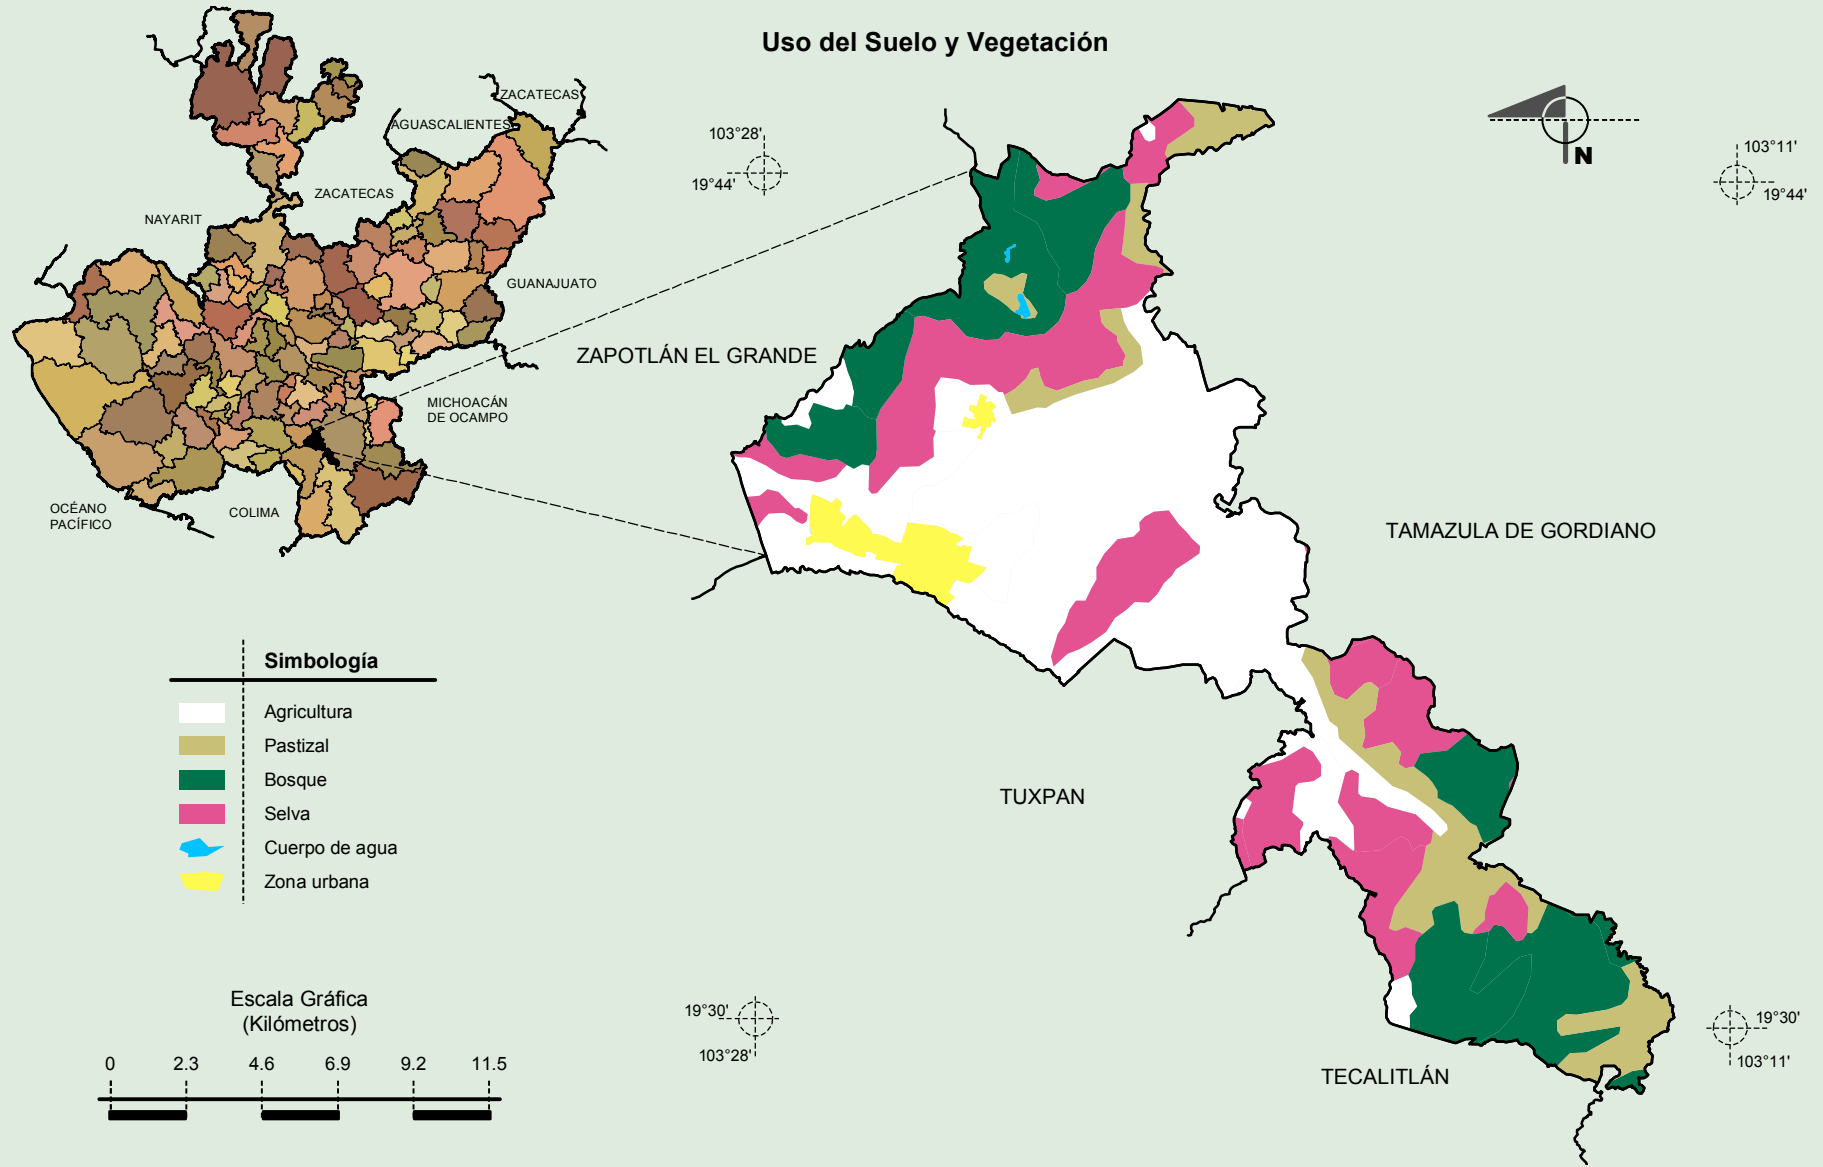 Uso del Suelo y Vegetación
ZACATECAS
AGUASCALIENTES
ZACATECAS
NAYARIT
GUANAJUATO
MICHOACÁN
DE OCAMPO
OCÉANO
PACÍFICO
COLIMA
103°28'
19°44'
N
103°11'
19°44'
ZAPOTLÁN EL GRANDE
TAMAZULA DE GORDIANO
TUXPAN
TECALITLÁN
Simbología
Agricultura
Pastizal
Bosque
Selva
Cuerpo de agua
Zona urbana
Escala Gráfica
(Kilómetros)
0 2.3 4.6 6.9 9.2 11.5
19°30'
103°28'
19°30'
103°11'